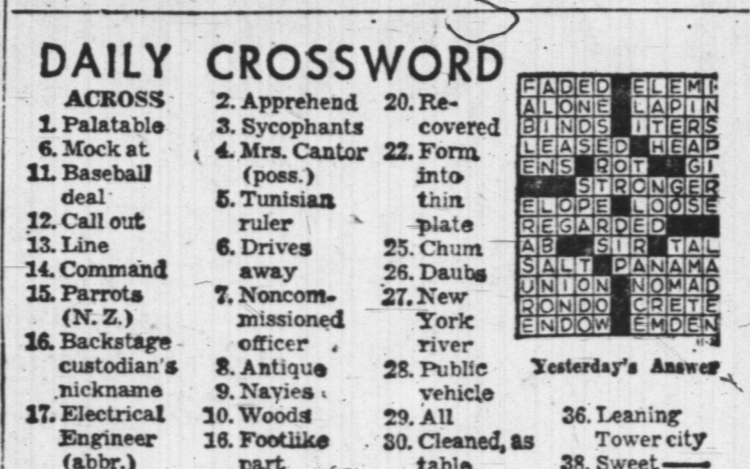 DAILY CROSSWORD
ACROSS
1. Palatable
6. Mock at
11. Baseball
deal
12. Call out
13. Line
14. Command
15. Parrots
(N. Z.)
16. Backstage
custodian's
nickname
17. Electrical
Engineer
(abbr.)
2. Apprehend
3. Sycophants
4. Mrs. Cantor
(poss.)
5. Tunisian
ruler
6. Drives
away
7. Noncom-
missioned
officer
8. Antique
9. Navies
10. Woods
16. Footlike
part
20. Re-
covered
22. Form
into
thin
plate
25. Chum
26. Daubs
27. New
York
river
28. Public
vehicle
29. All
30. Cleaned, as
table
FADED ELEMI
ALONE LAPIN
BINDS ITERS
LEASED HEAP
ENS ROT GI
STRONGER
ELOPE LOOSE
REGARDED
AB SIR TAL
SALT PANAMA
UNION NOMAD
RONDO CRETE
ENDOW EMDEN
Yesterday's Answer
36. Leaning
Tower city
38. Sweet